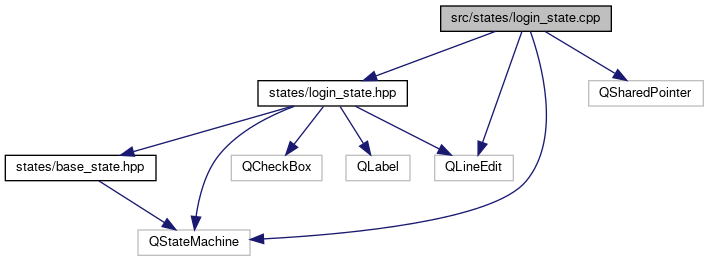 src/states/login_state.cpp
states/login_state.hpp
QSharedPointer
states/base_state.hpp
QCheckBox
QLabel
QLineEdit
QStateMachine